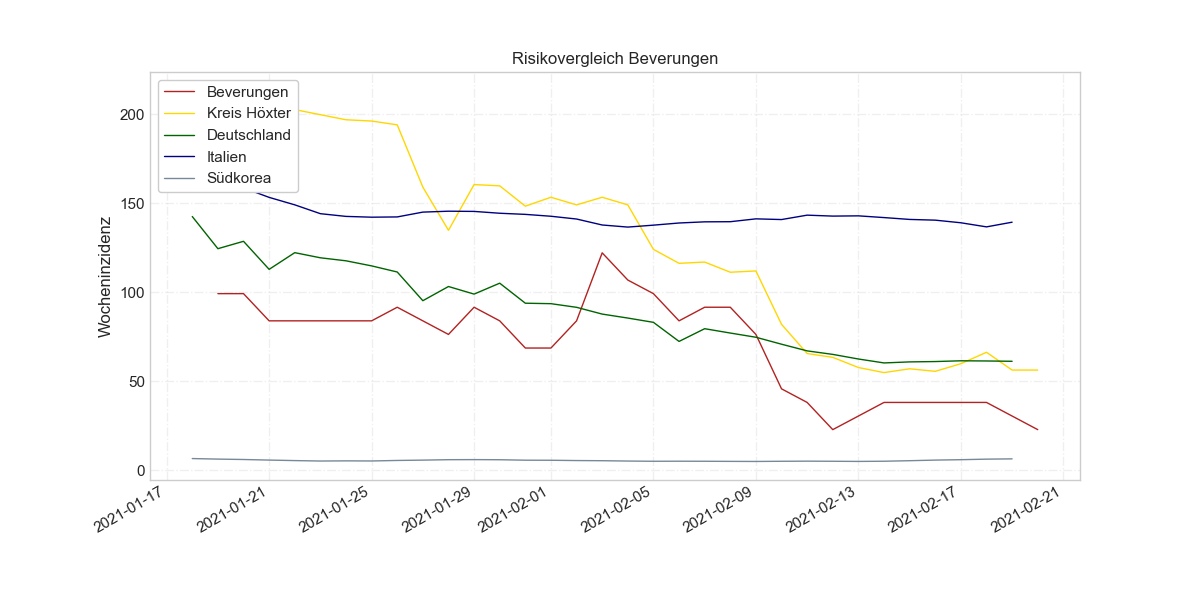 Risikovergleich Beverungen
Beverungen
Kreis Höxter
Deutschland
Italien
Südkorea
Wocheninzidenz
200
150
100
50
0
2021-01-17
2021-01-21
2021-01-25
2021-01-29
2021-02-01
2021-02-05
2021-02-09
2021-02-13
2021-02-17
2021-02-21